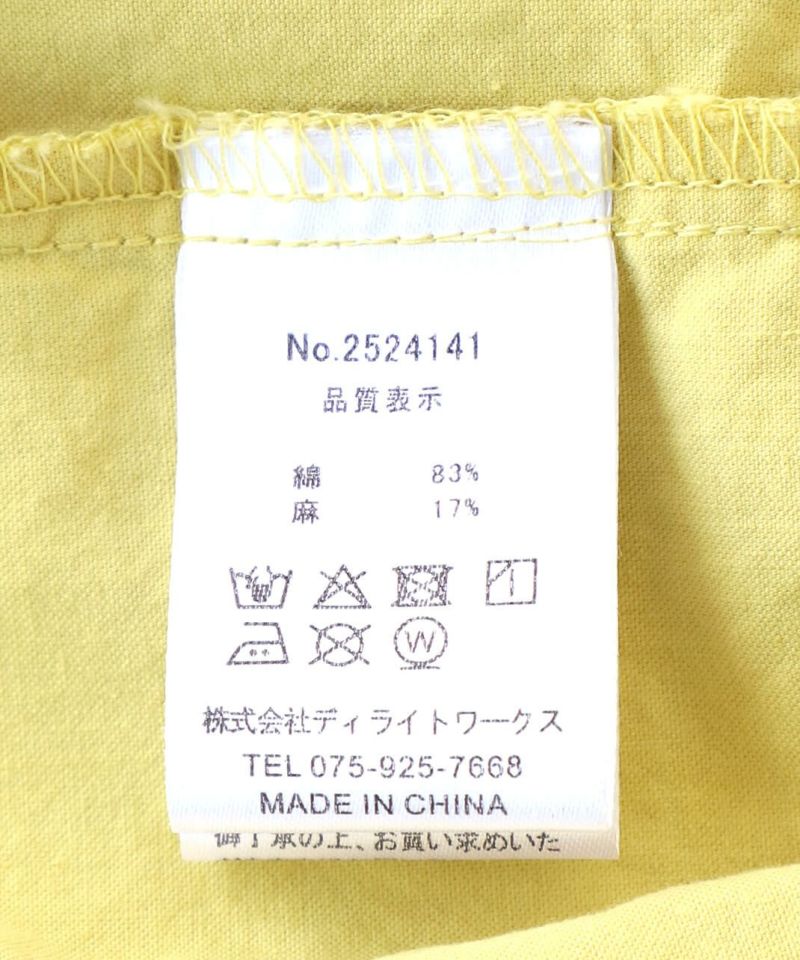 No.2524141
品質表示
綿 83%
麻 17%
W
株式会社ディライトワークス
TEL 075-925-7668
MADE IN CHINA
御了承の上、お買い求めいた